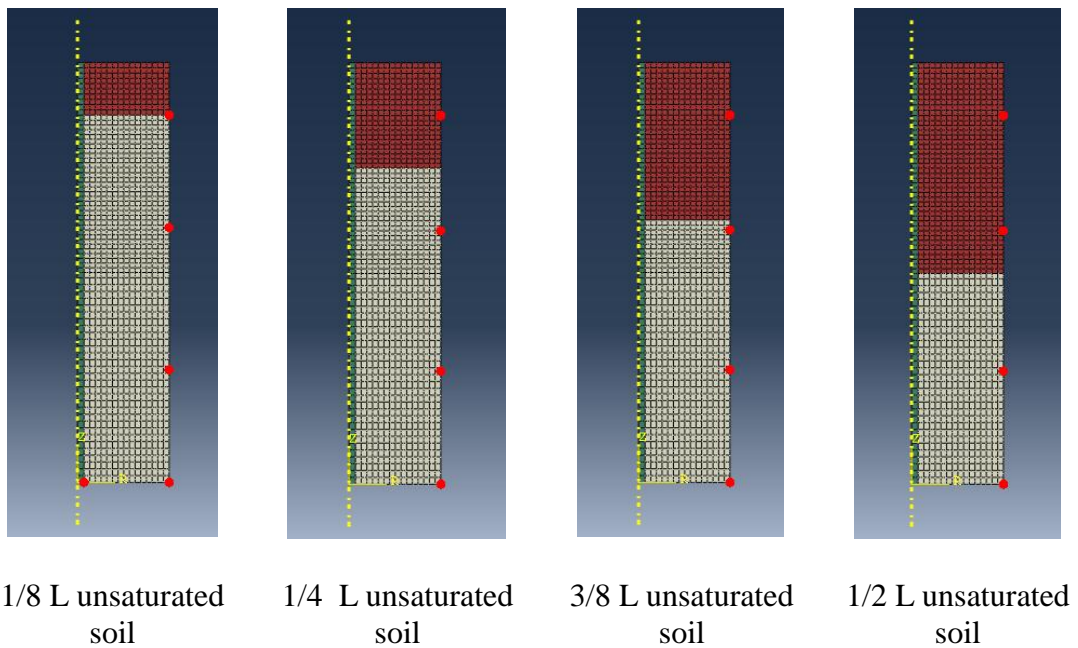 Z
R
Z
R
Z
R
Z
R
1/8 L unsaturated
soil
1/4 L unsaturated
soil
3/8 L unsaturated
soil
1/2 L unsaturated
soil